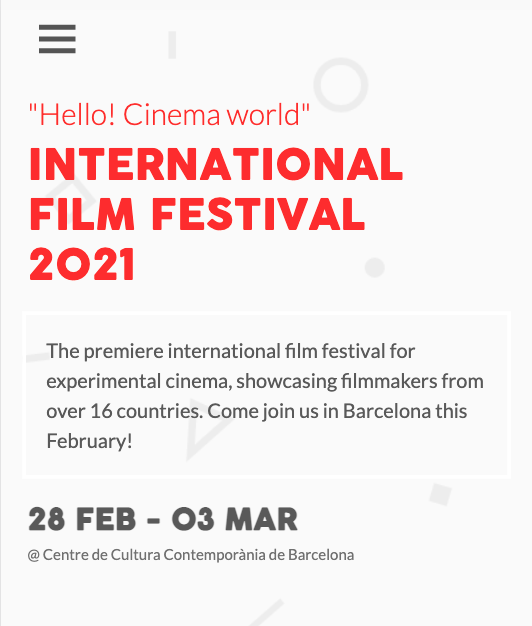 "Hello! Cinema world"
INTERNATIONAL
FILM FESTIVAL
2021
The premiere international film festival for
experimental cinema, showcasing filmmakers from
over 16 countries. Come join us in Barcelona this
February!
28 FEB - 03 MAR
@ Centre de Cultura Contemporània de Barcelona